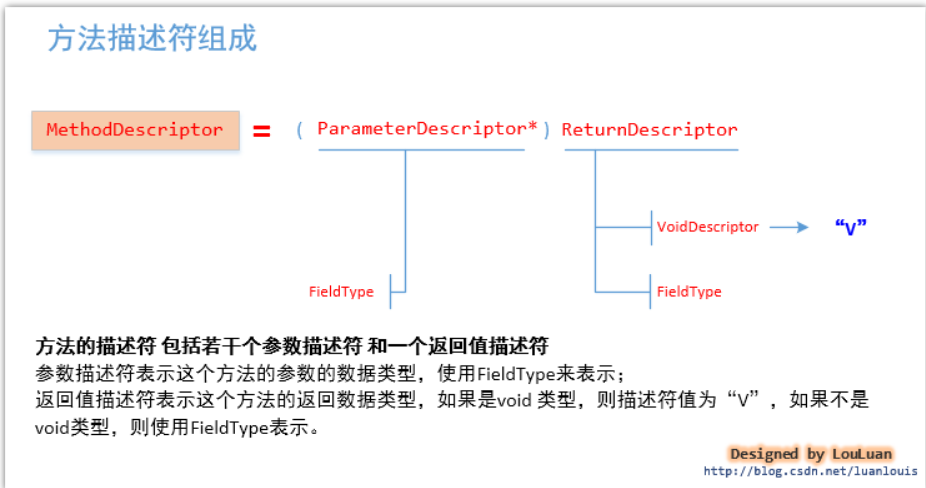 方法描述符组成
MethodDescriptor = ( ParameterDescriptor* ) ReturnDescriptor
VoidDescriptor “V”
FieldType FieldType
方法的描述符 包括若干个参数描述符 和一个返回值描述符
参数描述符表示这个方法的参数的数据类型，使用FieldType来表示；
返回值描述符表示这个方法的返回数据类型，如果是void 类型，则描述符值为“V”，如果不是
void类型，则使用FieldType表示。
Designed by LouLuan
http://blog.csdn.net/luanlouis